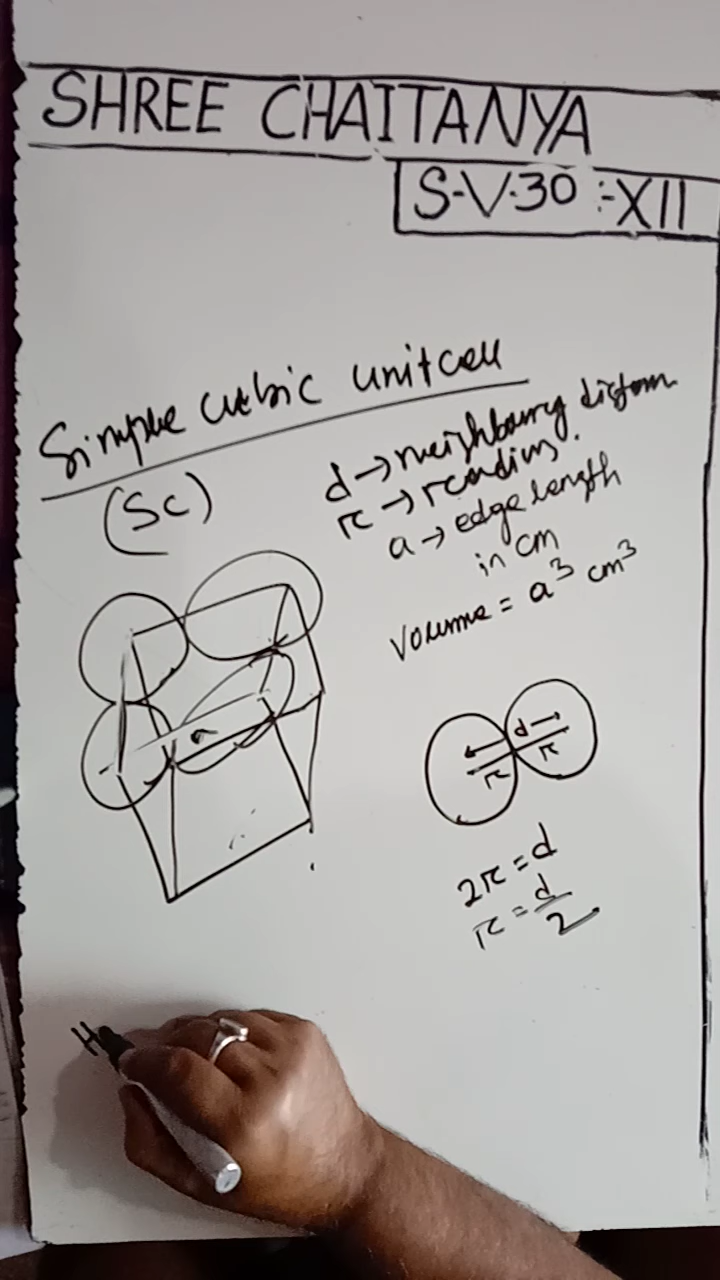 SHREE CHAITANYA
S.V.30 :-XII
Simple cubic unitcell
(SC)
d → neighbouring distan
r → radius.
a → edge length
in cm
Volume = a³ cm³
a
d
r
r
2r = d
r = d/2
H